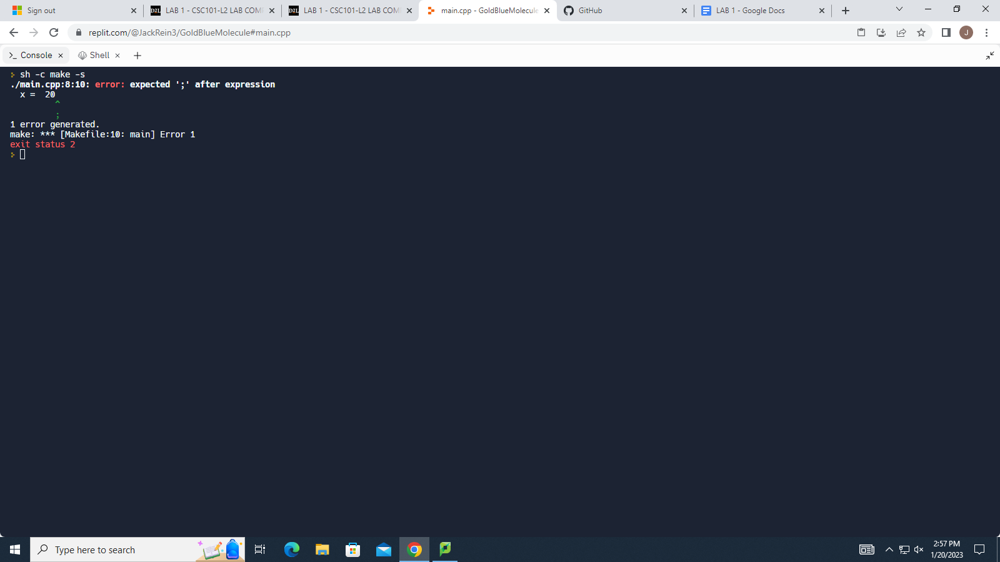 Sign out
LAB 1 - CSC101-L2 LAB COMP
LAB 1 - CSC101-L2 LAB COM
main.cpp - GoldBlueMolecule
GitHub
LAB 1 - Google Docs
replit.com/@JackRein3/GoldBlueMolecule#main.cpp
J
>_ Console
Shell
sh -c make -s
./main.cpp:8:10: error: expected ';' after expression
x =  20
^
;
1 error generated.
make: *** [Makefile:10: main] Error 1
exit status 2
Type here to search
2:57 PM
1/20/2023